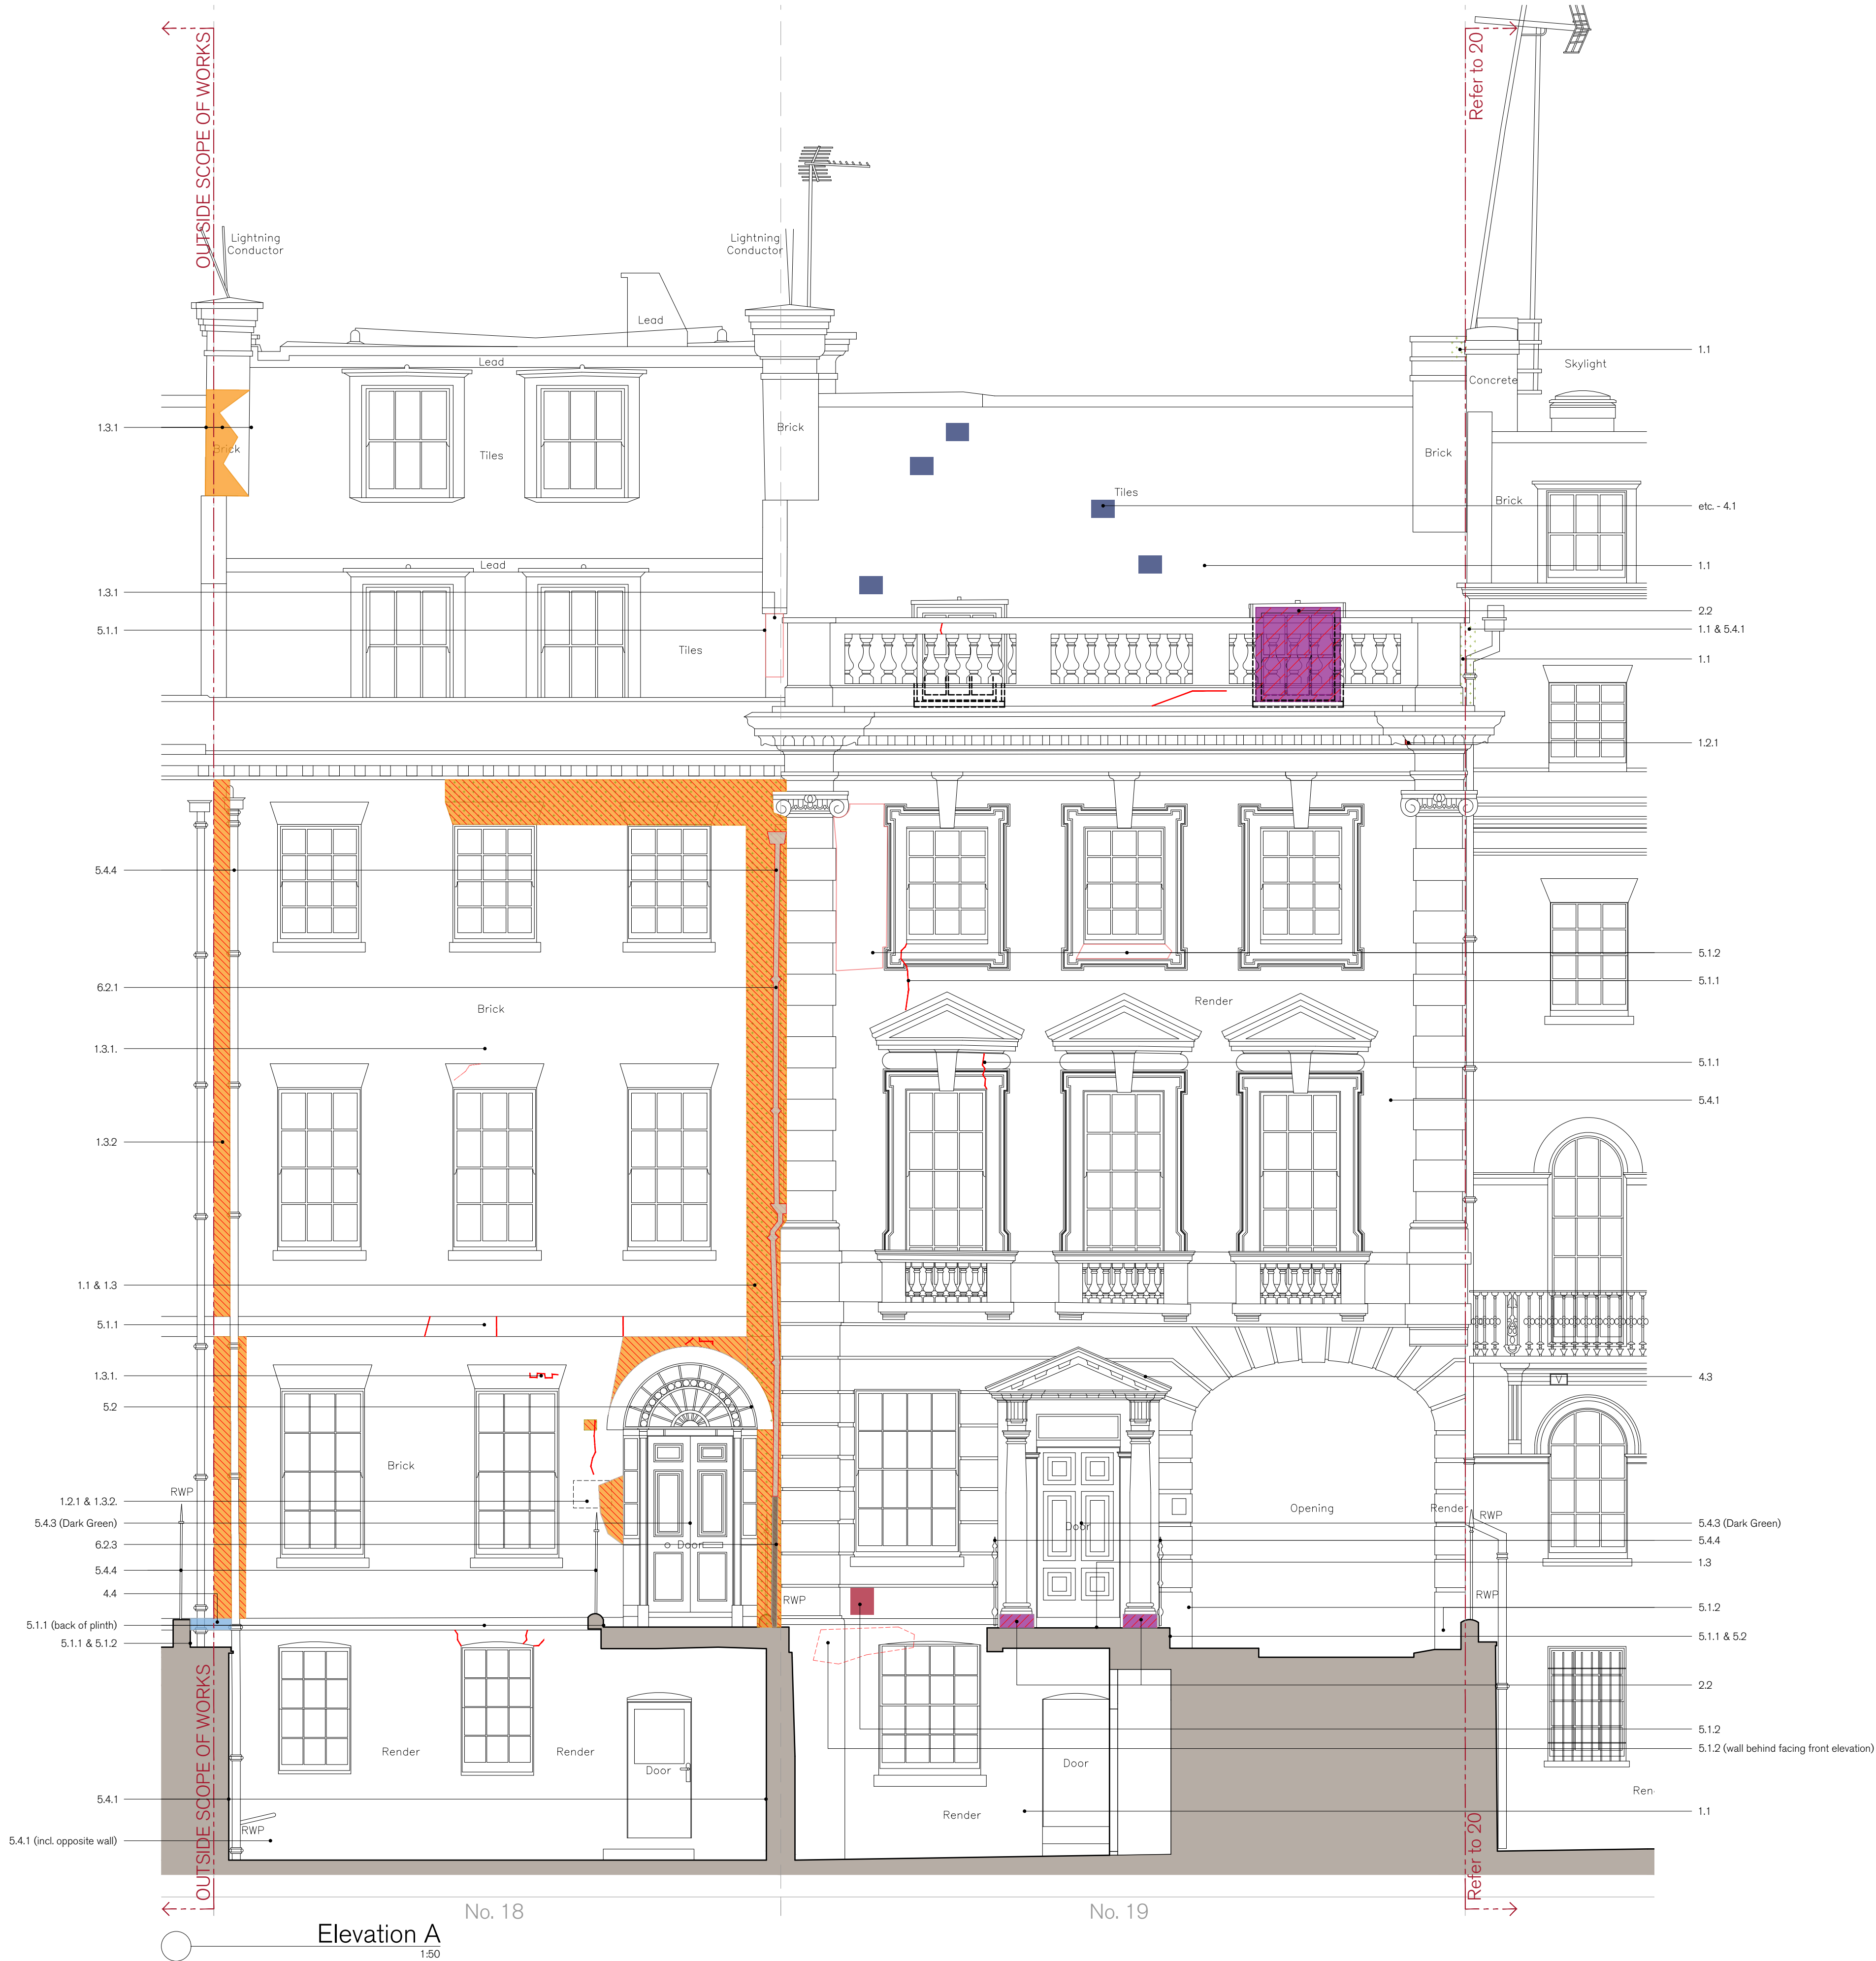 OUTSIDE SCOPE OF WORKS
Refer to 20
Lightning
Conductor
Lightning
Conductor
Lead
Lead
Skylight
Concrete
1.1
1.3.1
Brick
Tiles
Brick
Brick
Brick
Tiles
etc. - 4.1
Lead
1.1
1.3.1
2.2
5.1.1
1.1 & 5.4.1
Tiles
1.1
1.2.1
5.4.4
5.1.2
6.2.1
5.1.1
Brick
Render
1.3.1.
5.1.1
5.4.1
1.3.2
1.1 & 1.3
5.1.1
1.3.1.
4.3
V
5.2
Brick
RWP
1.2.1 & 1.3.2.
Opening
Render
RWP
5.4.3 (Dark Green)
Door
5.4.3 (Dark Green)
6.2.3
Door
5.4.4
5.4.4
1.3
4.4
RWP
RWP
5.1.2
5.1.1 (back of plinth)
5.1.1 & 5.1.2
5.1.1 & 5.2
2.2
5.1.2
Render
Render
5.1.2 (wall behind facing front elevation)
Door
Door
Ren
5.4.1
Render
1.1
RWP
5.4.1 (incl. opposite wall)
OUTSIDE SCOPE OF WORKS
Refer to 20
No. 18
No. 19
Elevation A
1:50